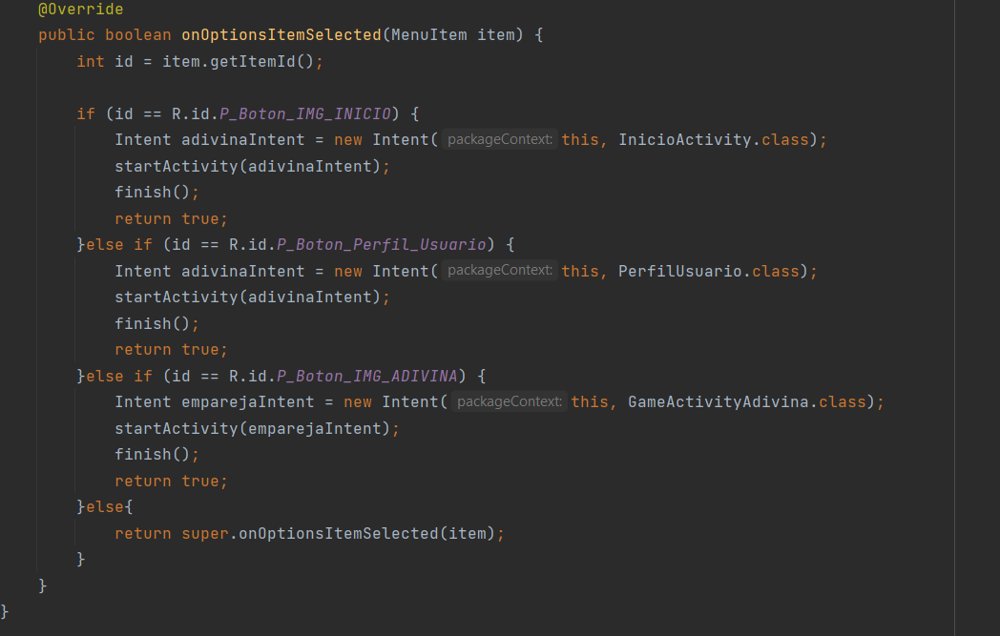 @Override
public boolean onOptionsItemSelected(MenuItem item) {
int id = item.getItemId();
if (id == R.id.P_Boton_IMG_INICIO) {
Intent adivinaIntent = new Intent( packageContext: this, InicioActivity.class);
startActivity(adivinaIntent);
finish();
return true;
}else if (id == R.id.P_Boton_Perfil_Usuario) {
Intent adivinaIntent = new Intent( packageContext: this, PerfilUsuario.class);
startActivity(adivinaIntent);
finish();
return true;
}else if (id == R.id.P_Boton_IMG_ADIVINA) {
Intent emparejaIntent = new Intent( packageContext: this, GameActivityAdivina.class);
startActivity(emparejaIntent);
finish();
return true;
}else{
return super.onOptionsItemSelected(item);
}
}
}